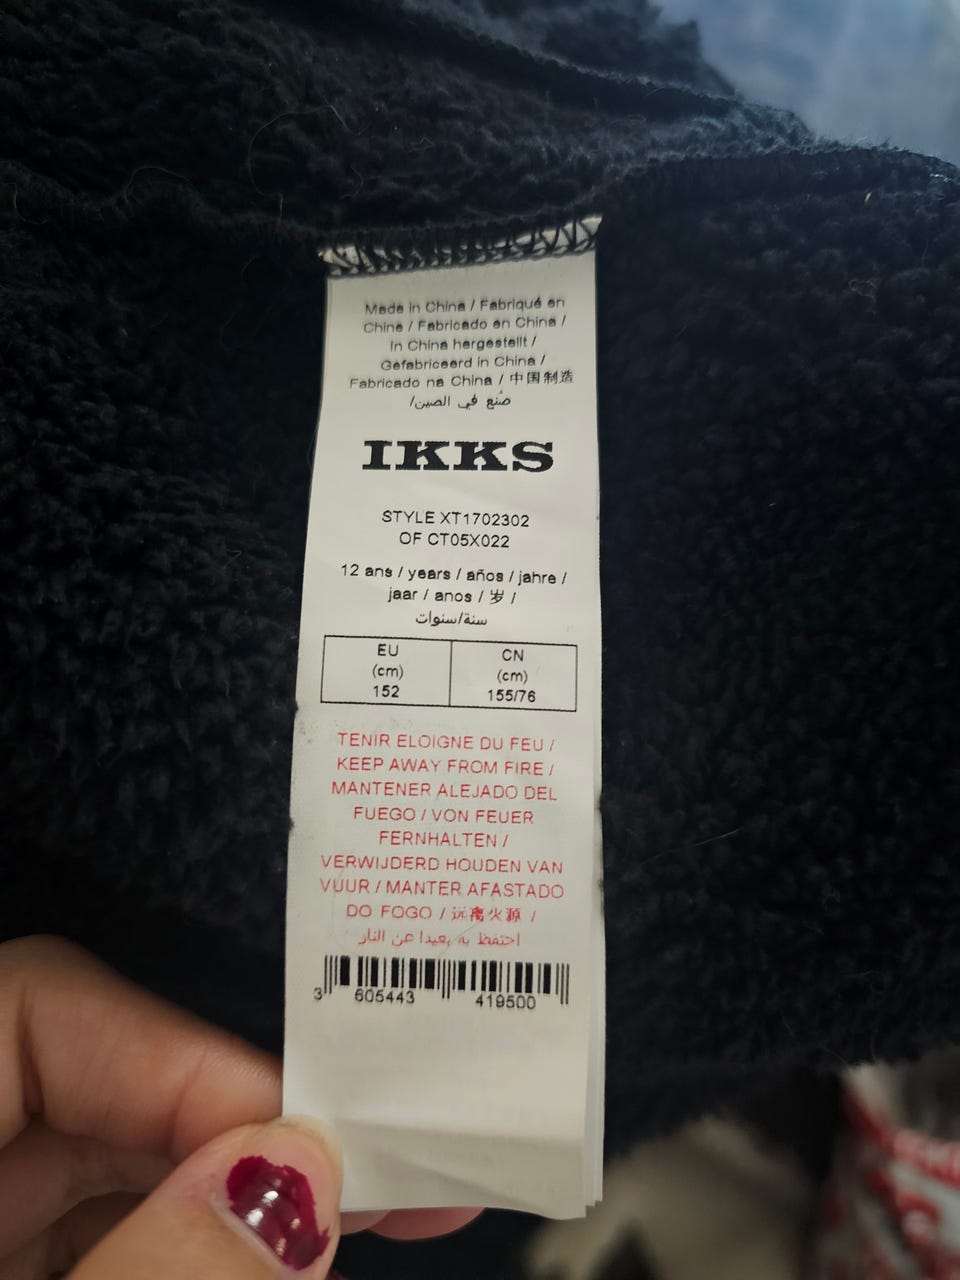 Made in China / Fabriqué en
Chine / Fabricado en China /
In China hergestellt /
Gefabriceerd in China /
Fabricado na China / 中国制造
صُنع في الصين/
IKKS
STYLE XT1702302
OF CT05X022
12 ans / years / años / jahre /
jaar / anos / 岁 /
سنة/سنوات
EU
(cm)
152
CN
(cm)
155/76
TENIR ELOIGNE DU FEU /
KEEP AWAY FROM FIRE /
MANTENER ALEJADO DEL
FUEGO / VON FEUER
FERNHALTEN /
VERWIJDERD HOUDEN VAN
VUUR / MANTER AFASTADO
DO FOGO / 远离火源 /
احتفظ به بعيدا عن النار
3 605443 419500